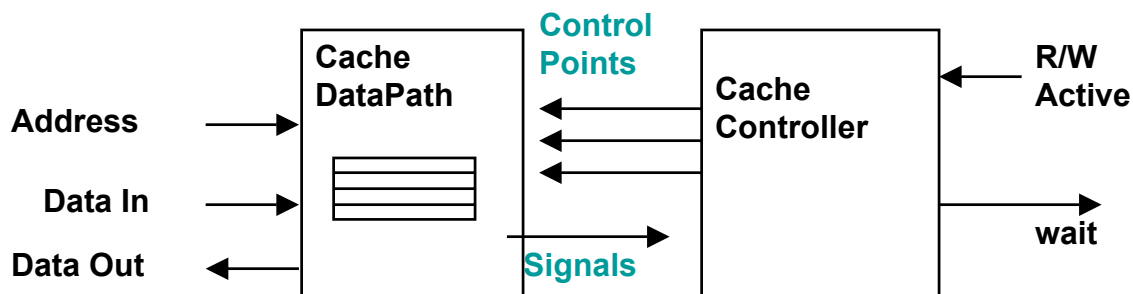 Control
Points
Cache
DataPath
Cache
Controller
R/W
Active
Address
Data In
Data Out
Signals
wait